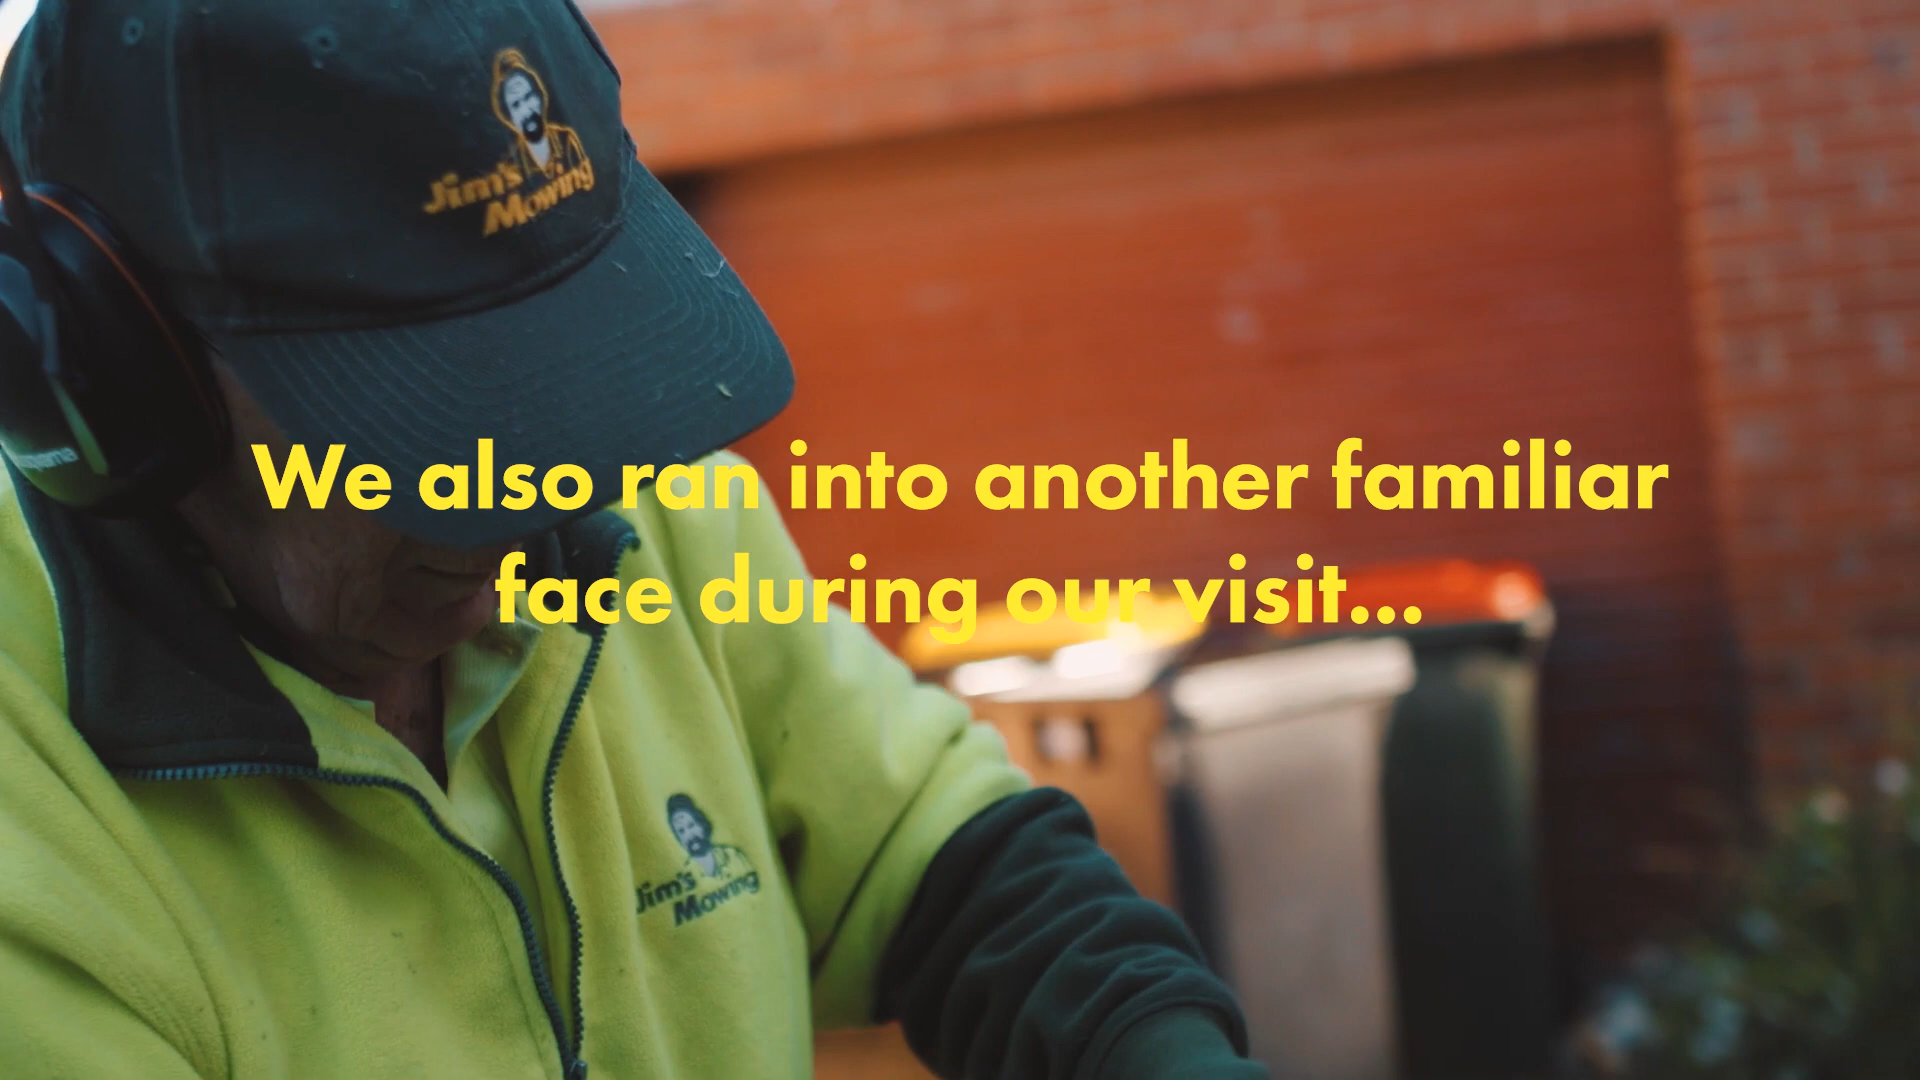 Jim's
Mowing
We also ran into another familiar
face during our visit...
Jim's
Mowing